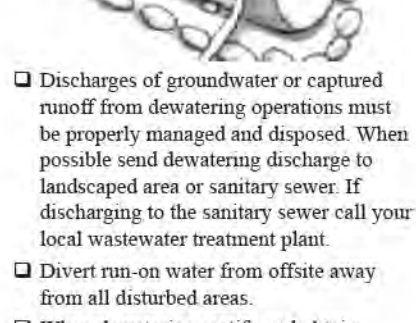 ❑ Discharges of groundwater or captured
runoff from dewatering operations must
be properly managed and disposed. When
possible send dewatering discharge to
landscaped area or sanitary sewer. If
discharging to the sanitary sewer call your
local wastewater treatment plant.
❑ Divert run-on water from offsite away
from all disturbed areas.